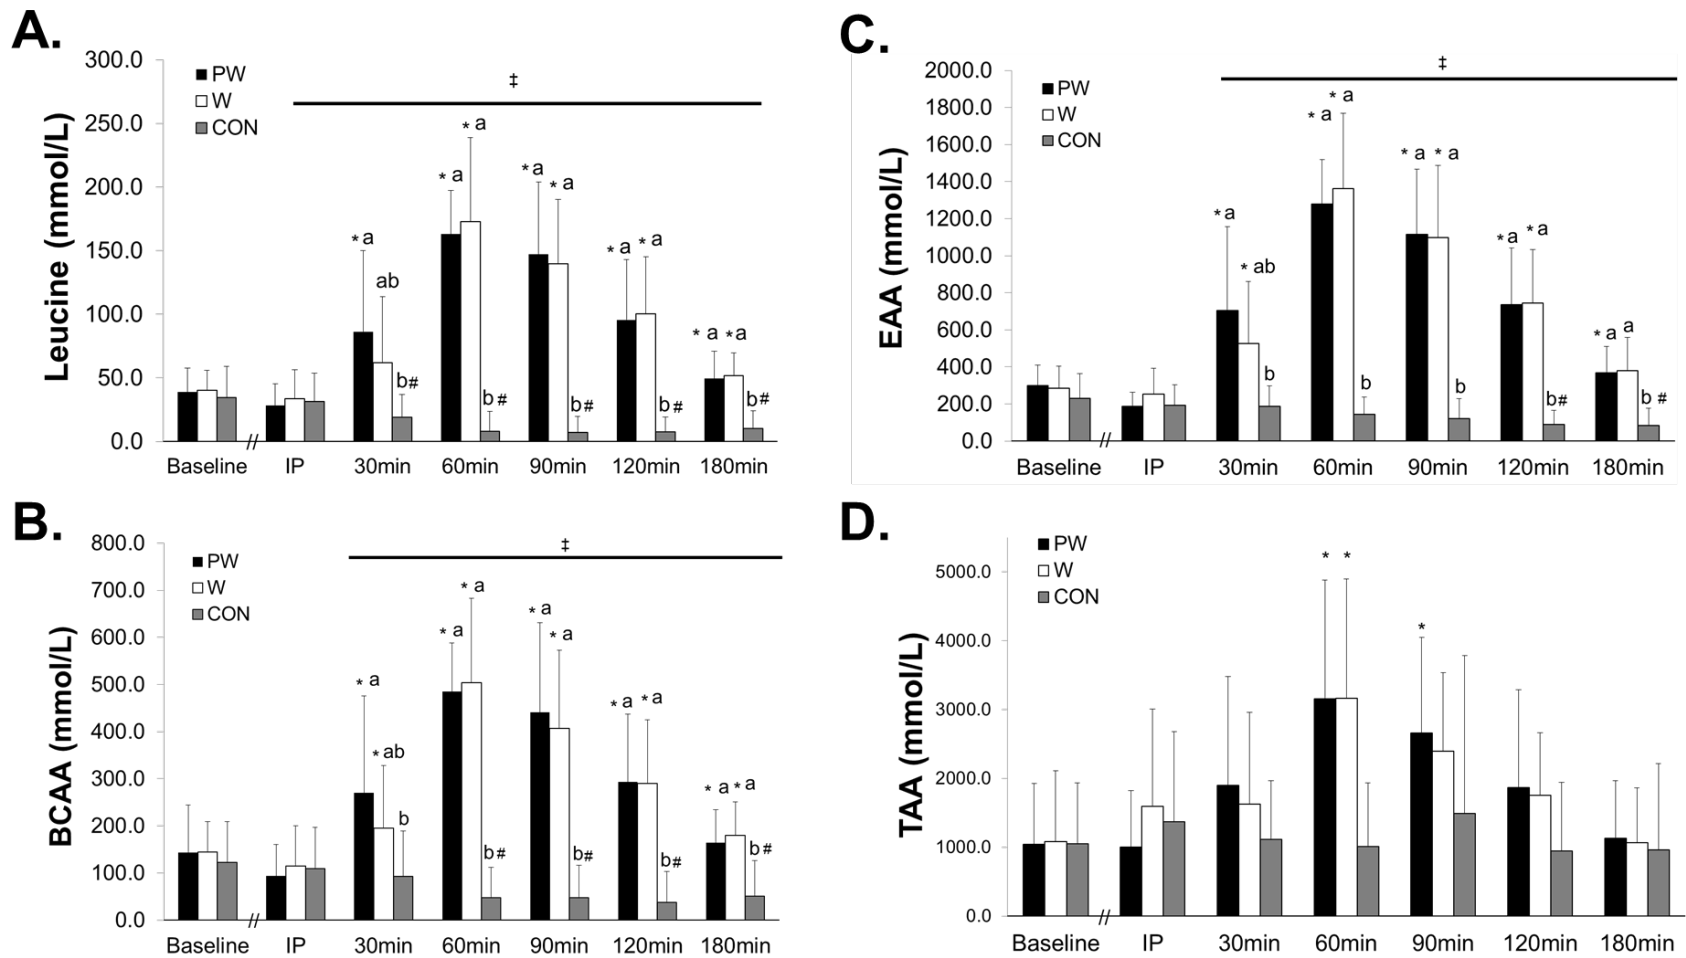 A.
Leucine (mmol/L)
300.0
250.0
200.0
150.0
100.0
50.0
0.0
PW
W
CON
‡
* a
ab
b#
* a
* a
b#
* a
* a
b#
* a
* a
b#
* a
*a
b#
//
Baseline IP 30min 60min 90min 120min 180min
B.
BCAA (mmol/L)
800.0
700.0
600.0
500.0
400.0
300.0
200.0
100.0
0.0
PW
W
CON
‡
* a
* ab
b
* a
* a
b#
* a
* a
b#
* a
* a
b#
* a
* a
b#
//
Baseline IP 30min 60min 90min 120min 180min
C.
EAA (mmol/L)
2000.0
1800.0
1600.0
1400.0
1200.0
1000.0
800.0
600.0
400.0
200.0
0.0
PW
W
CON
‡
* a
* ab
b
* a
* a
b
* a
* a
b
* a
* a
b#
* a
a
b #
//
Baseline IP 30min 60min 90min 120min 180min
D.
TAA (mmol/L)
5000.0
4000.0
3000.0
2000.0
1000.0
0.0
PW
W
CON
* *
*
//
Baseline IP 30min 60min 90min 120min 180min